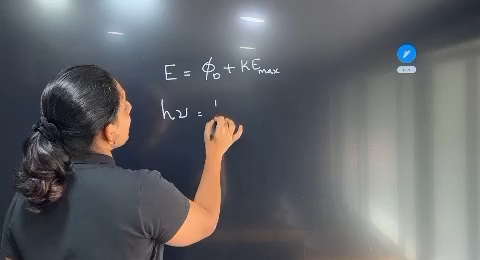 E = ϕ₀ + KEₘₐₓ
hν =